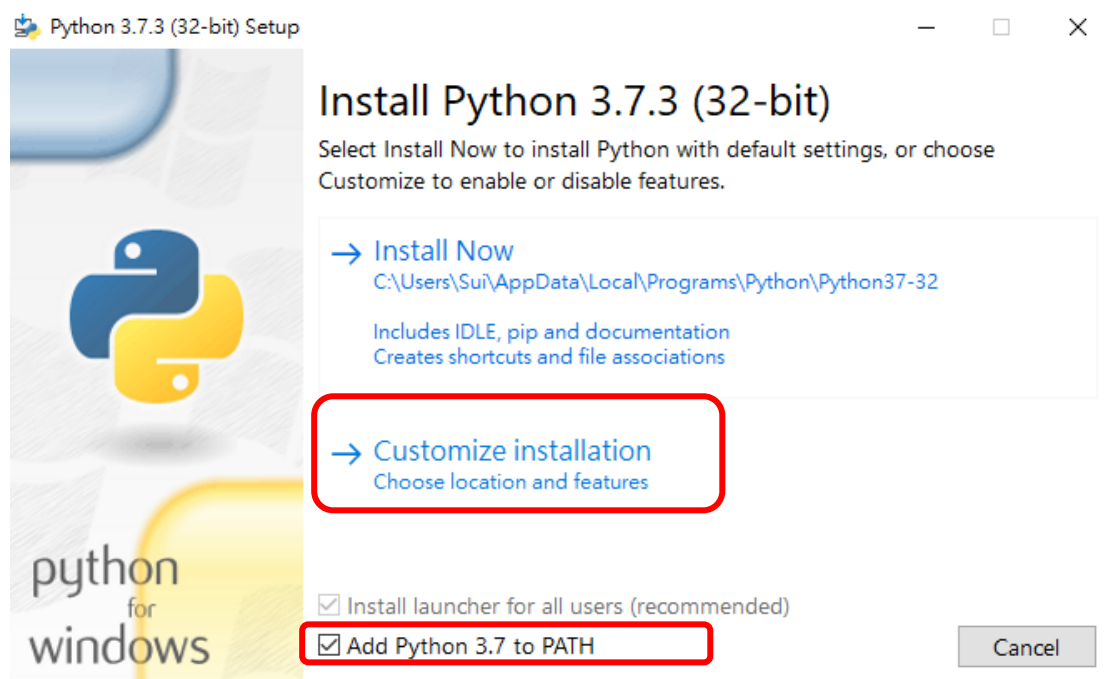 Python 3.7.3 (32-bit) Setup
Install Python 3.7.3 (32-bit)
Select Install Now to install Python with default settings, or choose
Customize to enable or disable features.
Install Now
C:\Users\Sui\AppData\Local\Programs\Python\Python37-32
Includes IDLE, pip and documentation
Creates shortcuts and file associations
Customize installation
Choose location and features
python
for
windows
Install launcher for all users (recommended)
Add Python 3.7 to PATH
Cancel